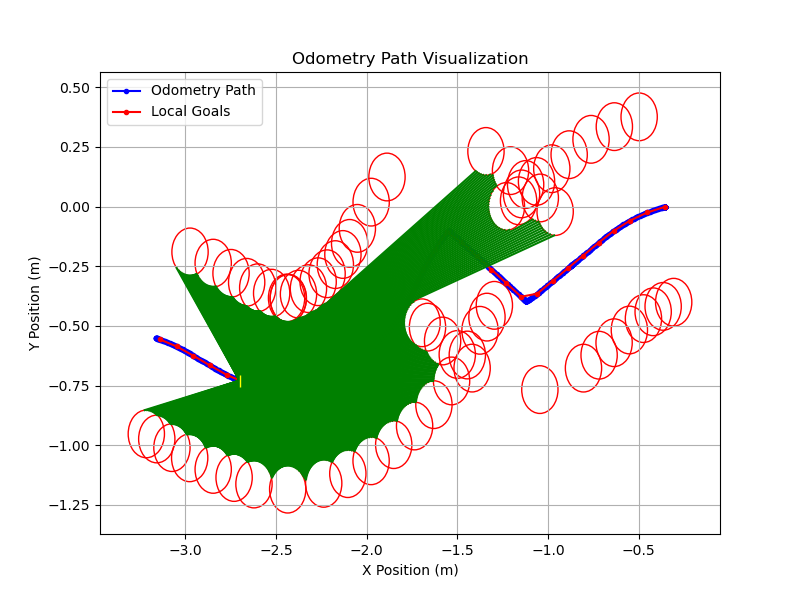 Odometry Path Visualization
Odometry Path
Local Goals
Y Position (m)
0.50
0.25
0.00
−0.25
−0.50
−0.75
−1.00
−1.25
−3.0 −2.5 −2.0 −1.5 −1.0 −0.5
X Position (m)